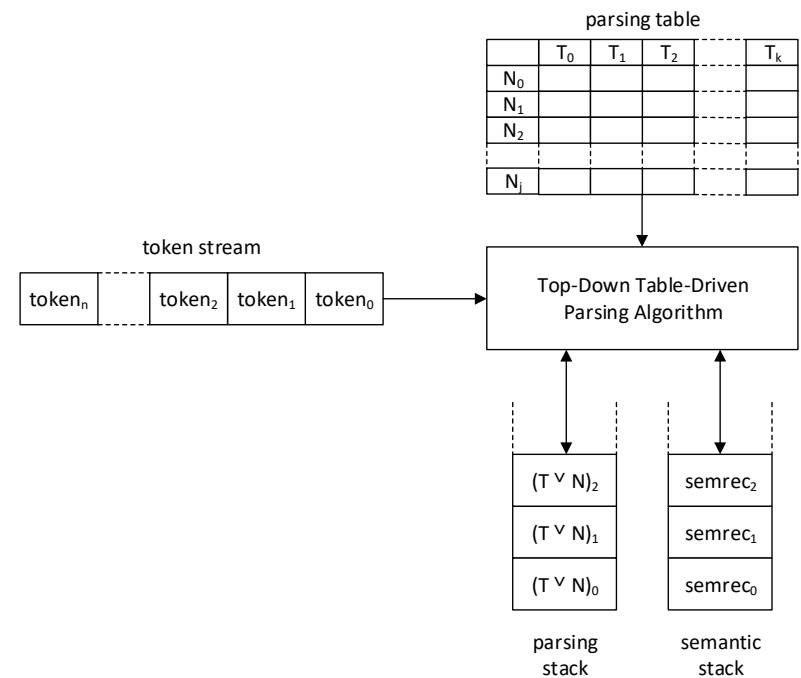 parsing table
T₀ T₁ T₂ Tₖ
N₀
N₁
N₂
Nⱼ
token stream
tokenₙ token₂ token₁ token₀
Top-Down Table-Driven
Parsing Algorithm
(T ∨ N)₂ semrec₂
(T ∨ N)₁ semrec₁
(T ∨ N)₀ semrec₀
parsing
stack
semantic
stack